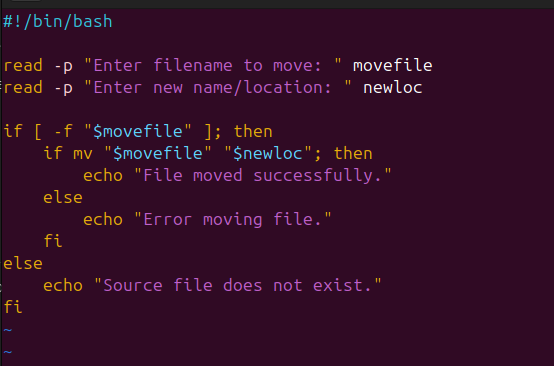 #!/bin/bash

read -p "Enter filename to move: " movefile
read -p "Enter new name/location: " newloc

if [ -f "$movefile" ]; then
    if mv "$movefile" "$newloc"; then
        echo "File moved successfully."
    else
        echo "Error moving file."
    fi
else
    echo "Source file does not exist."
fi
~
~